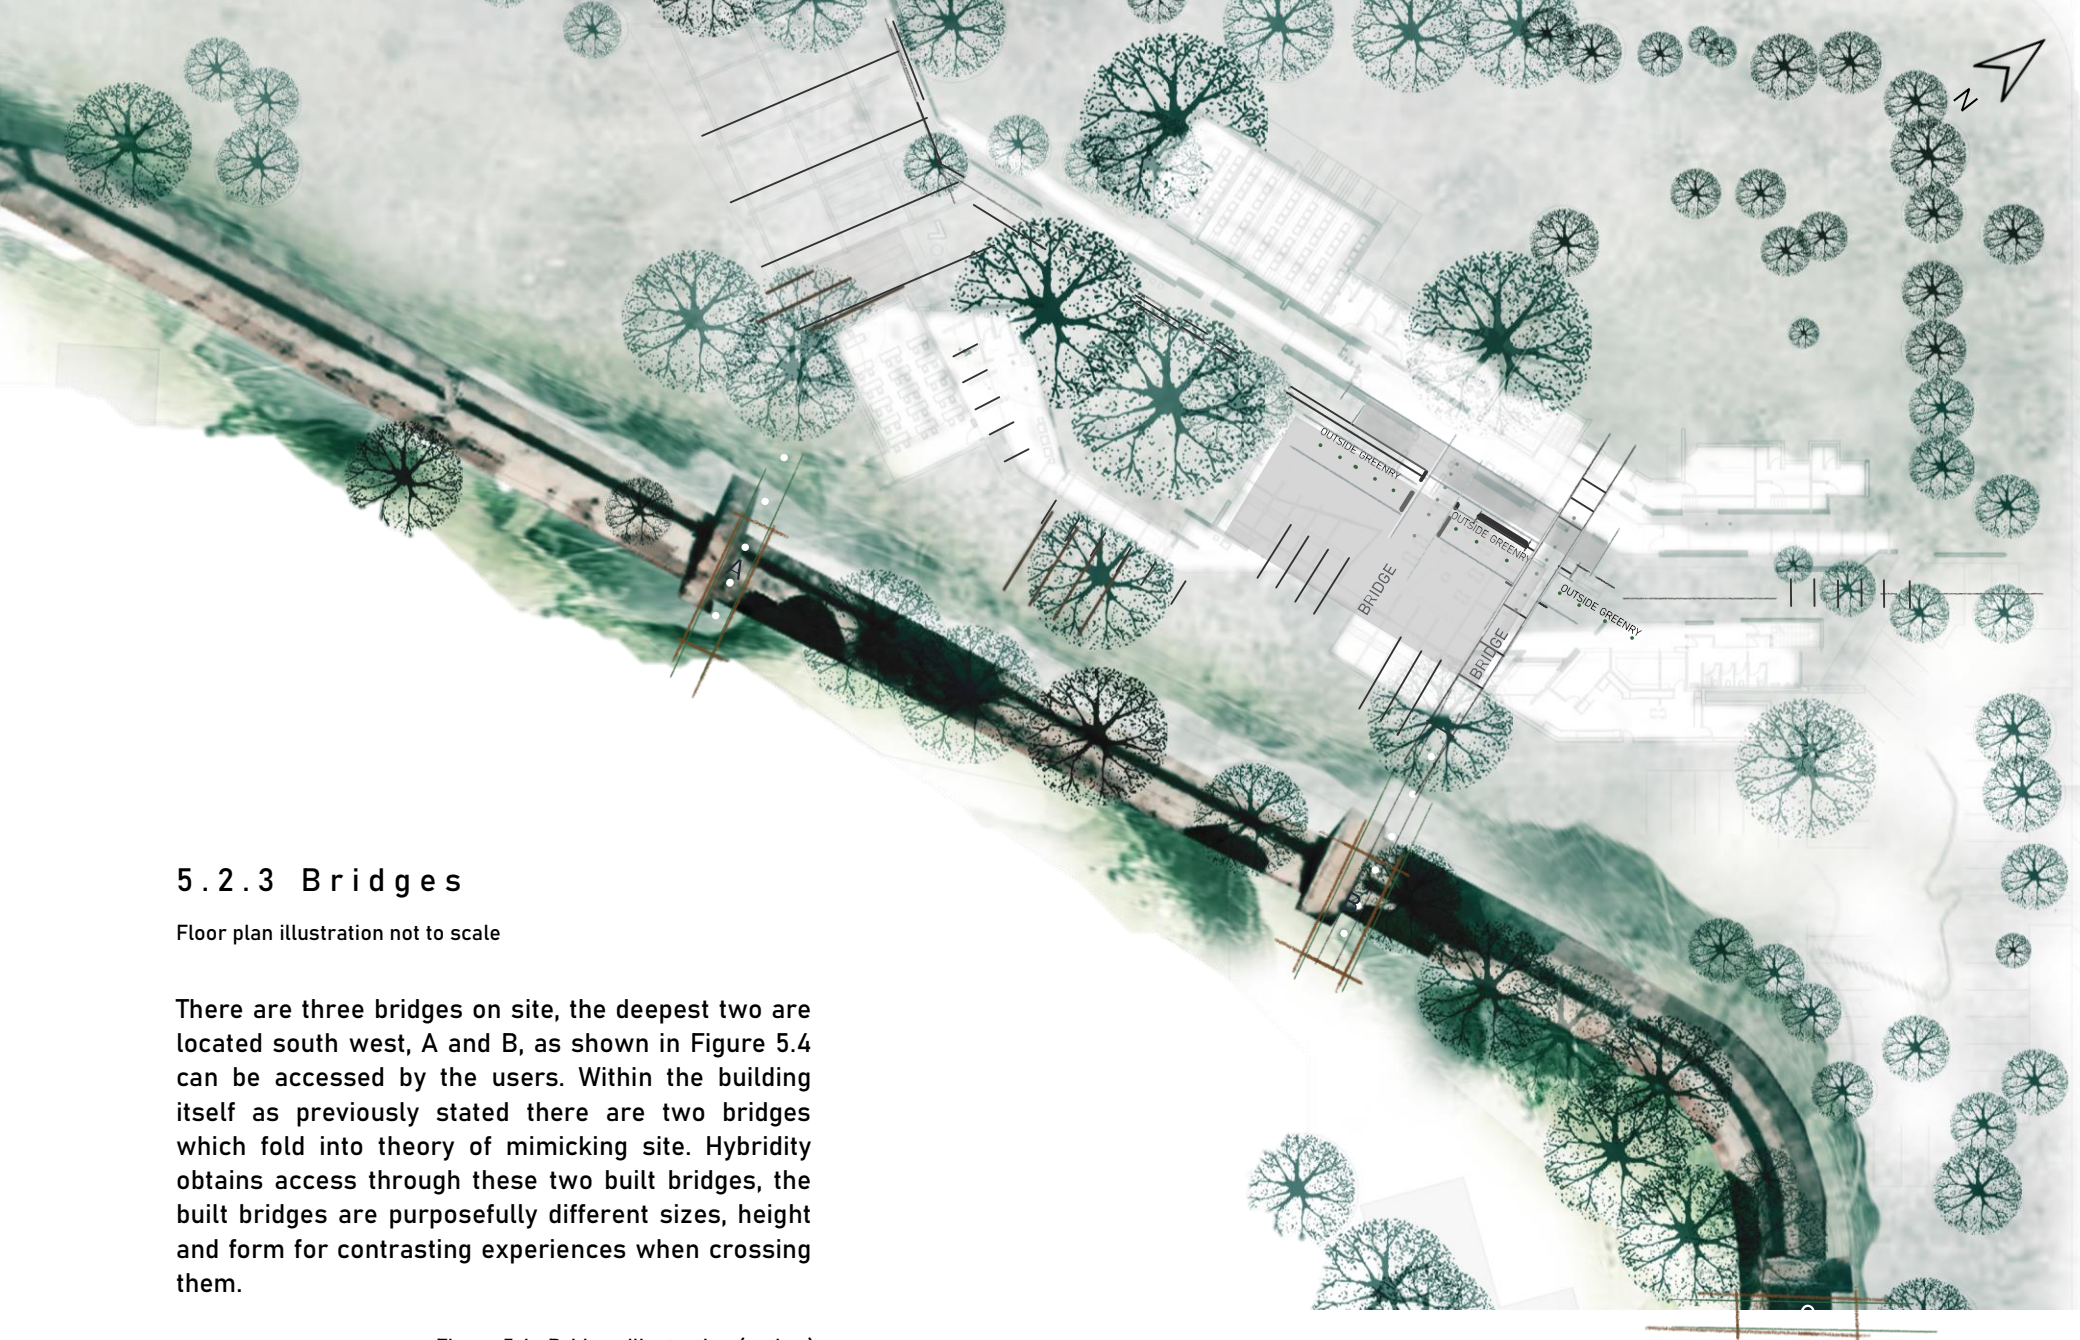 N
OUTSIDE GREENRY
OUTSIDE GREENRY
OUTSIDE GREENRY
BRIDGE
BRIDGE
A
B
5.2.3 Bridges
Floor plan illustration not to scale
There are three bridges on site, the deepest two are
located south west, A and B, as shown in Figure 5.4
can be accessed by the users. Within the building
itself as previously stated there are two bridges
which fold into theory of mimicking site. Hybridity
obtains access through these two built bridges, the
built bridges are purposefully different sizes, height
and form for contrasting experiences when crossing
them.